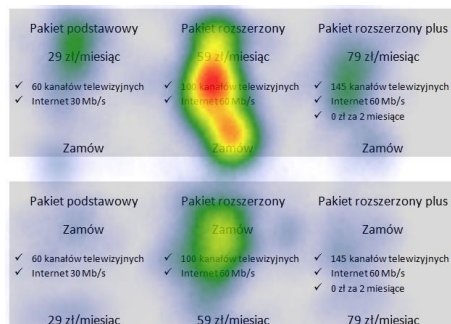 Pakiet podstawowy Pakiet rozszerzony Pakiet rozszerzony plus
29 zł/miesiąc 59 zł/miesiąc 79 zł/miesiąc
✓ 60 kanałów telewizyjnych ✓ 100 kanałów telewizyjnych ✓ 145 kanałów telewizyjnych
✓ Internet 30 Mb/s ✓ Internet 60 Mb/s ✓ Internet 60 Mb/s
✓ 0 zł za 2 miesiące
Zamów Zamów Zamów
Pakiet podstawowy Pakiet rozszerzony Pakiet rozszerzony plus
Zamów Zamów Zamów
✓ 60 kanałów telewizyjnych ✓ 100 kanałów telewizyjnych ✓ 145 kanałów telewizyjnych
✓ Internet 30 Mb/s ✓ Internet 60 Mb/s ✓ Internet 60 Mb/s
✓ 0 zł za 2 miesiące
29 zł/miesiąc 59 zł/miesiąc 79 zł/miesiąc